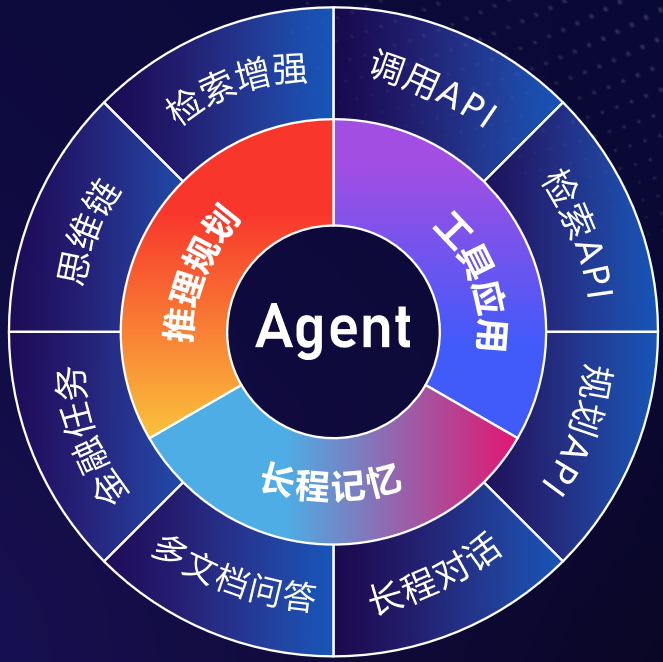 Agent
推理规划
工具应用
长程记忆
检索增强
调用API
检索API
规划API
长程对话
多文档问答
金融任务
思维链